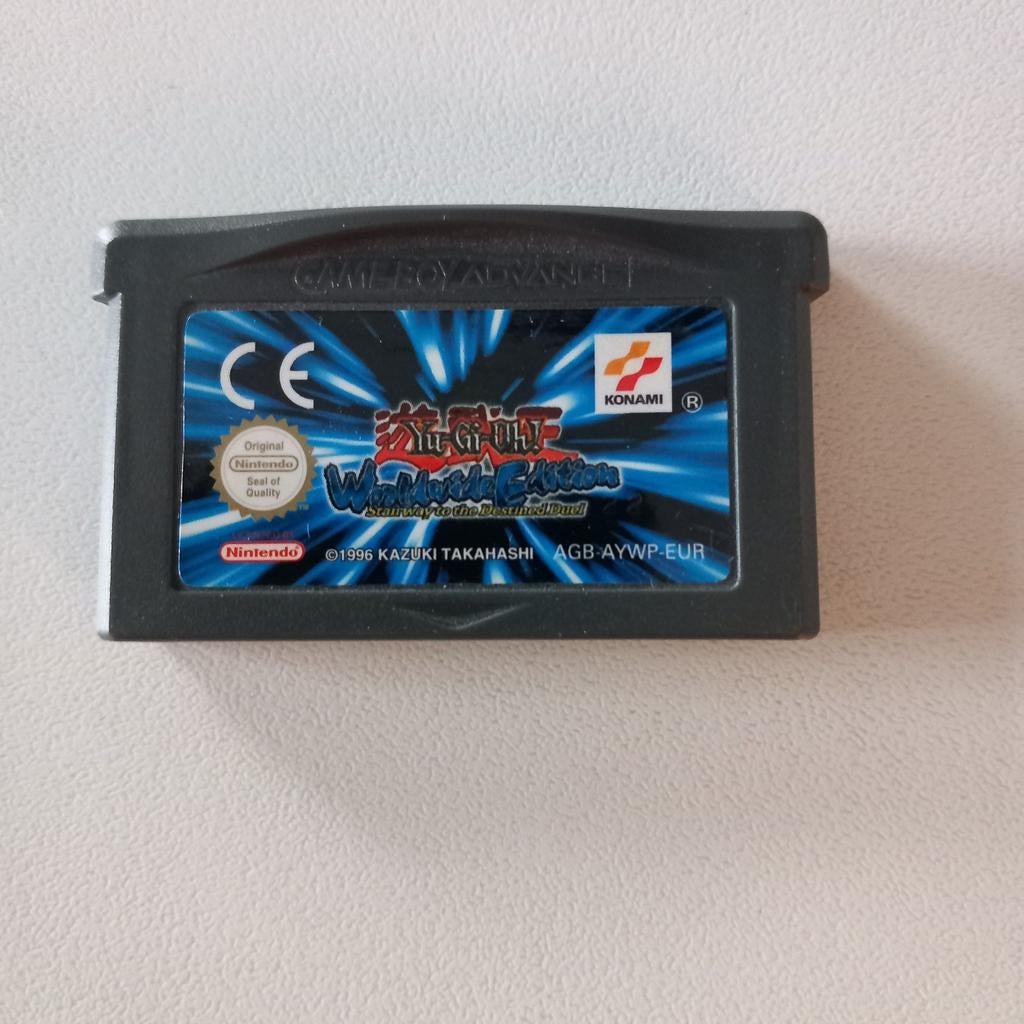 GAME BOY ADVANCE
CE
KONAMI ®
遊戯王
Yu-Gi-Oh!
Worldwide Edition
Stairway to the Destined Duel
Original
Nintendo
Seal of
Quality
TM
Nintendo®
©1996 KAZUKI TAKAHASHI AGB-AYWP-EUR